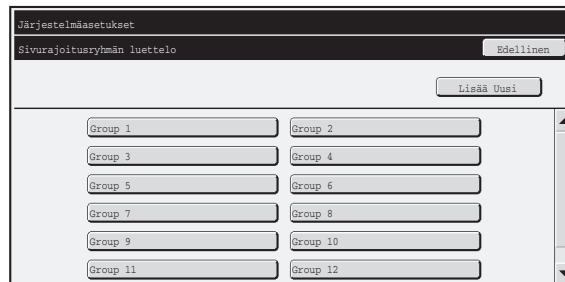 Järjestelmäasetukset
Sivurajoitusryhmän luettelo
Edellinen
Lisää Uusi
Group 1
Group 2
Group 3
Group 4
Group 5
Group 6
Group 7
Group 8
Group 9
Group 10
Group 11
Group 12